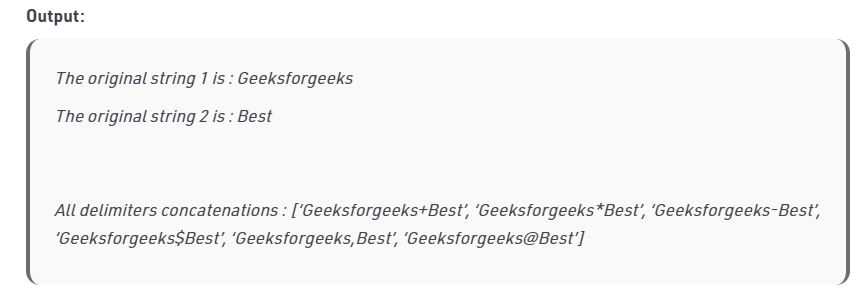 Output:
The original string 1 is : Geeksforgeeks
The original string 2 is : Best
All delimiters concatenations : [‘Geeksforgeeks+Best’, ‘Geeksforgeeks*Best’, ‘Geeksforgeeks-Best’,
‘Geeksforgeeks$Best’, ‘Geeksforgeeks,Best’, ‘Geeksforgeeks@Best’]